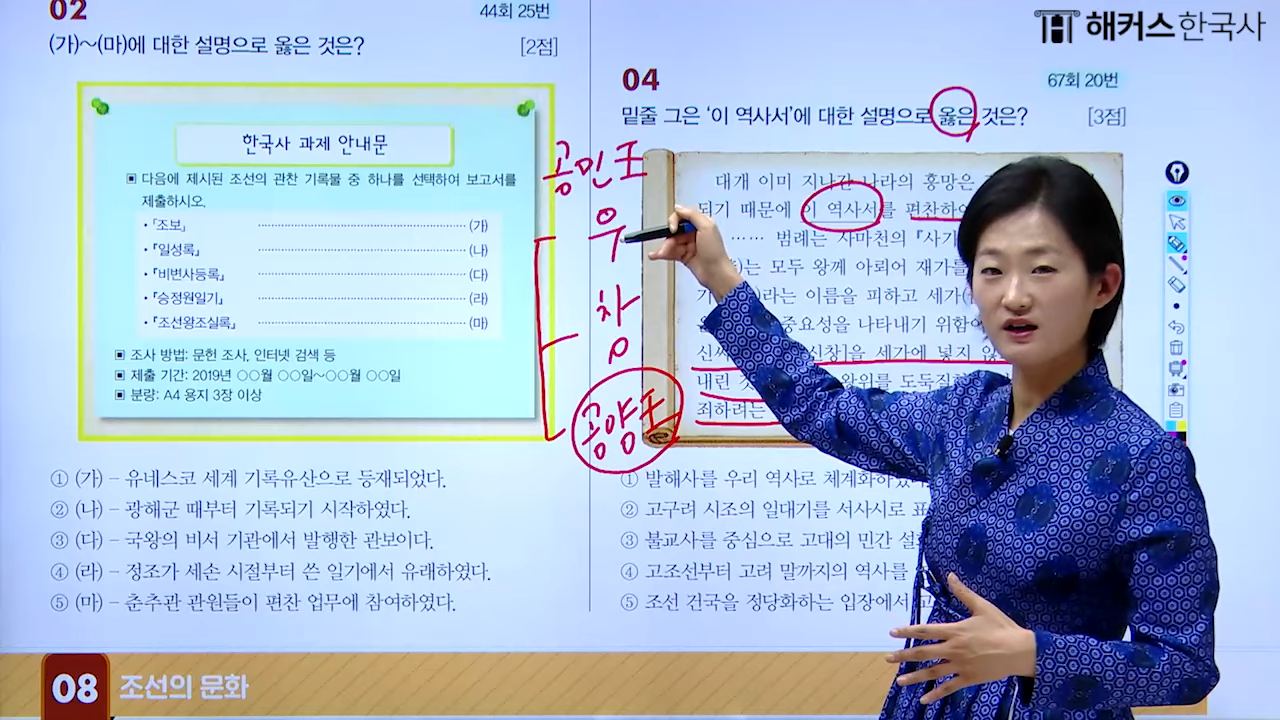 해커스한국사
02
44회 25번
(가)~(마)에 대한 설명으로 옳은 것은?
[2점]
한국사 과제 안내문
▣ 다음에 제시된 조선의 관찬 기록물 중 하나를 선택하여 보고서를
제출하시오.
•『조보』 (가)
•『일성록』 (나)
•『비변사등록』 (다)
•『승정원일기』 (라)
•『조선왕조실록』 (마)
▣ 조사 방법: 문헌 조사, 인터넷 검색 등
▣ 제출 기간: 2019년 ○○월 ○○일~○○월 ○○일
▣ 분량: A4 용지 3장 이상
① (가) – 유네스코 세계 기록유산으로 등재되었다.
② (나) – 광해군 때부터 기록되기 시작하였다.
③ (다) – 국왕의 비서 기관에서 발행한 관보이다.
④ (라) – 정조가 세손 시절부터 쓴 일기에서 유래하였다.
⑤ (마) – 춘추관 관원들이 편찬 업무에 참여하였다.
공민王
우
창
공양王
04
67회 20번
밑줄 그은 '이 역사서'에 대한 설명으로 옳은 것은?
[3점]
대개 이미 지나간 나라의 흥망은
되기 때문에 이 역사서를 편찬하여
…… 범례는 사마천의 『사기
는 모두 왕께 아뢰어 재가를
라는 이름을 피하고 세가
중요성을 나타내기 위함
신창]을 세가에 넣지 않
내린 왕위를 도둑질
죄하려는
① 발해사를 우리 역사로 체계화하였
② 고구려 시조의 일대기를 서사시로 표
③ 불교사를 중심으로 고대의 민간 설
④ 고조선부터 고려 말까지의 역사를
⑤ 조선 건국을 정당화하는 입장에서 고
08 조선의 문화